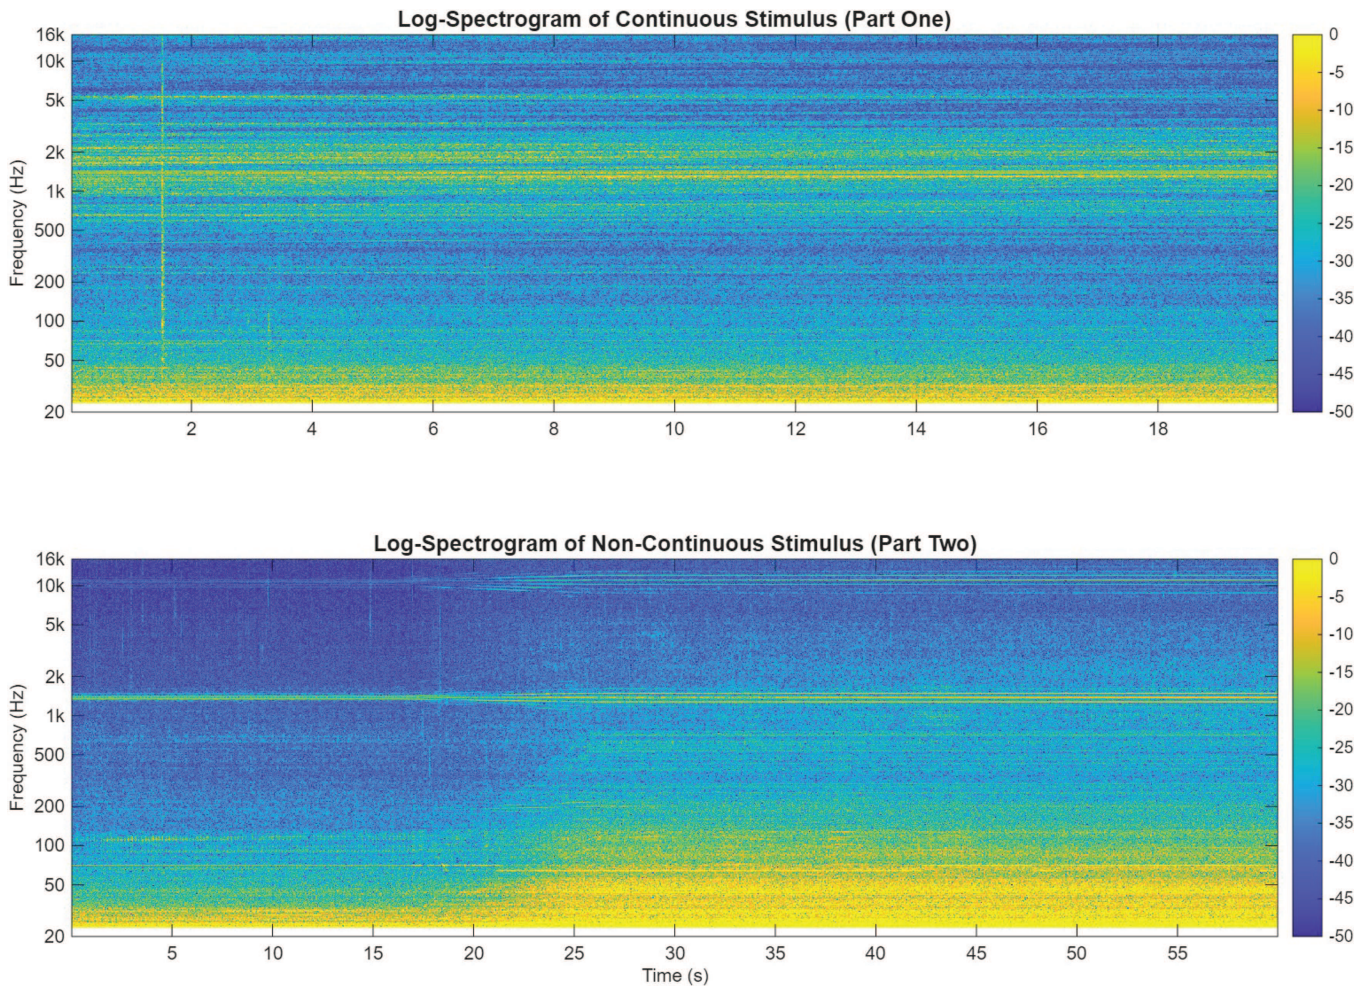 Log-Spectrogram of Continuous Stimulus (Part One)
16k
10k
5k
2k
1k
500
200
100
50
20
Frequency (Hz)
2 4 6 8 10 12 14 16 18
0
-5
-10
-15
-20
-25
-30
-35
-40
-45
-50
Log-Spectrogram of Non-Continuous Stimulus (Part Two)
16k
10k
5k
2k
1k
500
200
100
50
20
Frequency (Hz)
5 10 15 20 25 30 35 40 45 50 55
Time (s)
0
-5
-10
-15
-20
-25
-30
-35
-40
-45
-50